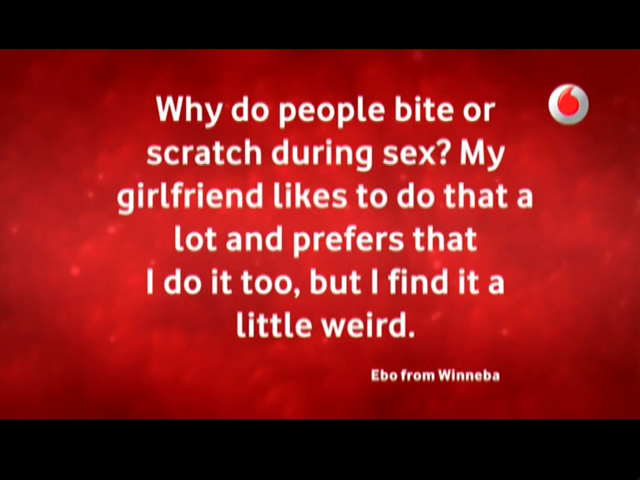 Why do people bite or
scratch during sex? My
girlfriend likes to do that a
lot and prefers that
I do it too, but I find it a
little weird.
Ebo from Winneba